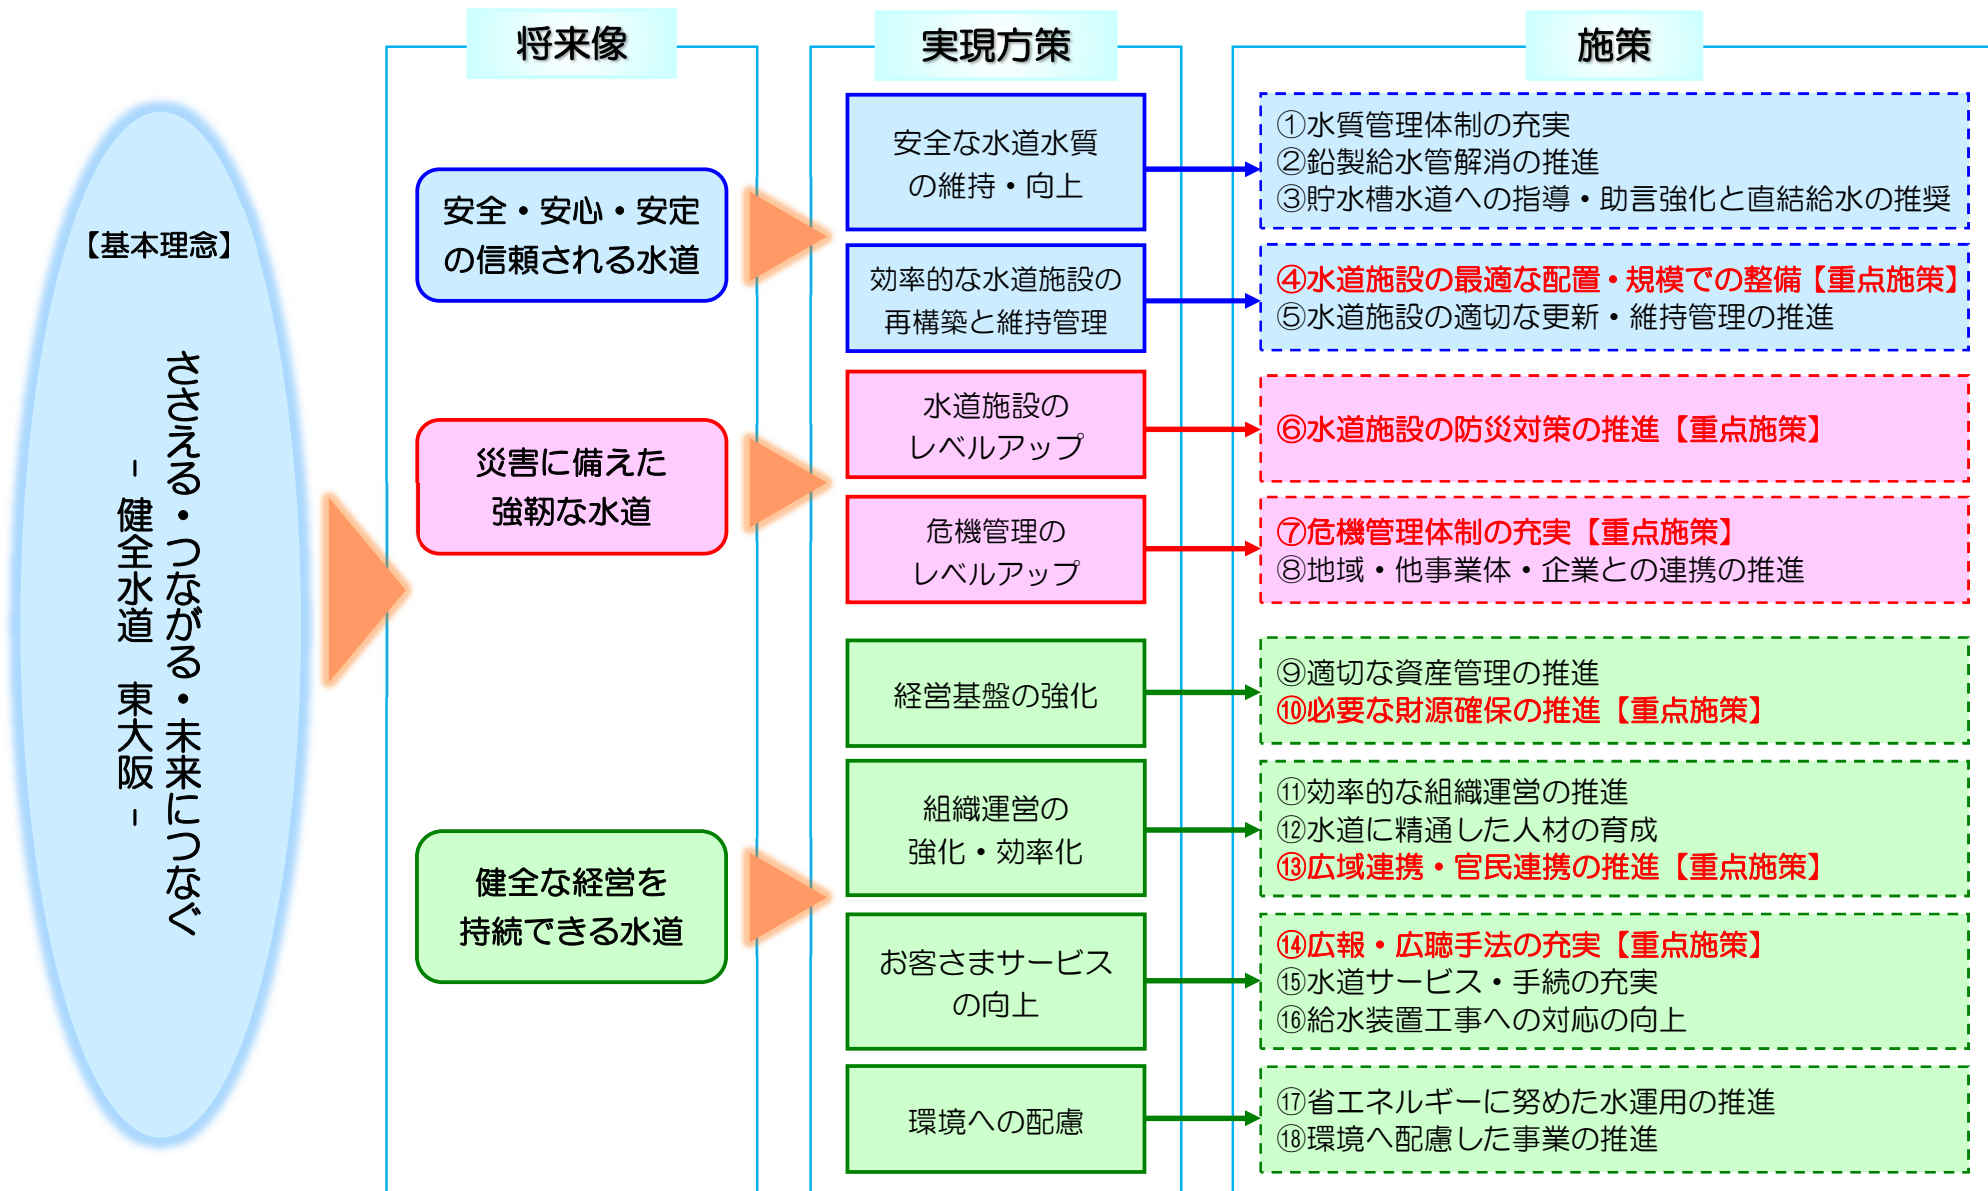 将来像
実現方策
施策
【基本理念】
ささえる・つながる・未来につなぐ
- 健全水道　東大阪 -
安全・安心・安定
の信頼される水道
災害に備えた
強靭な水道
健全な経営を
持続できる水道
安全な水道水質
の維持・向上
効率的な水道施設の
再構築と維持管理
水道施設の
レベルアップ
危機管理の
レベルアップ
経営基盤の強化
組織運営の
強化・効率化
お客さまサービス
の向上
環境への配慮
①水質管理体制の充実
②鉛製給水管解消の推進
③貯水槽水道への指導・助言強化と直結給水の推奨
④水道施設の最適な配置・規模での整備【重点施策】
⑤水道施設の適切な更新・維持管理の推進
⑥水道施設の防災対策の推進【重点施策】
⑦危機管理体制の充実【重点施策】
⑧地域・他事業体・企業との連携の推進
⑨適切な資産管理の推進
⑩必要な財源確保の推進【重点施策】
⑪効率的な組織運営の推進
⑫水道に精通した人材の育成
⑬広域連携・官民連携の推進【重点施策】
⑭広報・広聴手法の充実【重点施策】
⑮水道サービス・手続の充実
⑯給水装置工事への対応の向上
⑰省エネルギーに努めた水運用の推進
⑱環境へ配慮した事業の推進